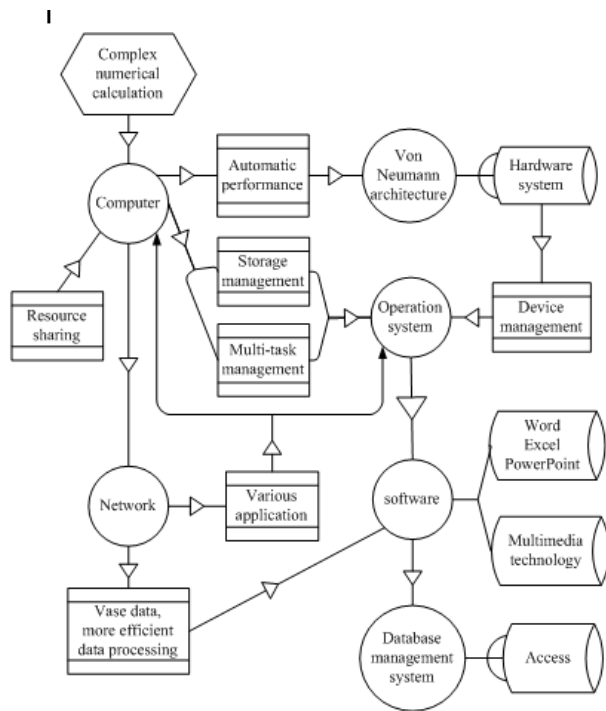 Complex
numerical
calculation
Automatic
performance
Von
Neumann
architecture
Hardware
system
Computer
Storage
management
Operation
system
Device
management
Resource
sharing
Multi-task
management
Word
Excel
PowerPoint
Network
Various
application
software
Multimedia
technology
Vase data,
more efficient
data processing
Database
management
system
Access